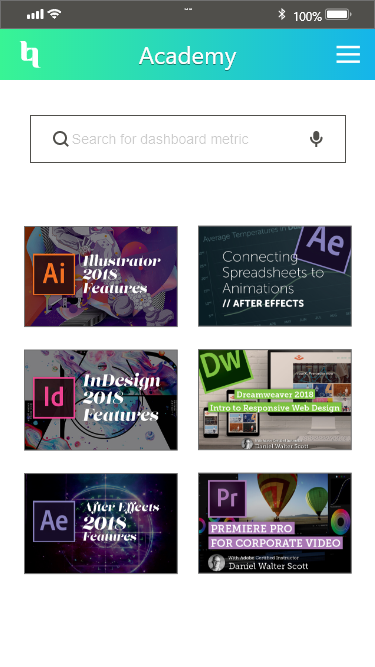 100%
Academy
Search for dashboard metric
Ai
Illustrator
2018
Features
Average Temperatures in
Ae
Connecting
Spreadsheets to
Animations
// AFTER EFFECTS
Id
InDesign
2018
Features
Dw
Dreamweaver 2018
Intro to Responsive Web Design
Daniel Walter Scott
Ae
After Effects
2018
Features
Pr
PREMIERE PRO
FOR CORPORATE VIDEO
With Adobe Certified Instructor
Daniel Walter Scott